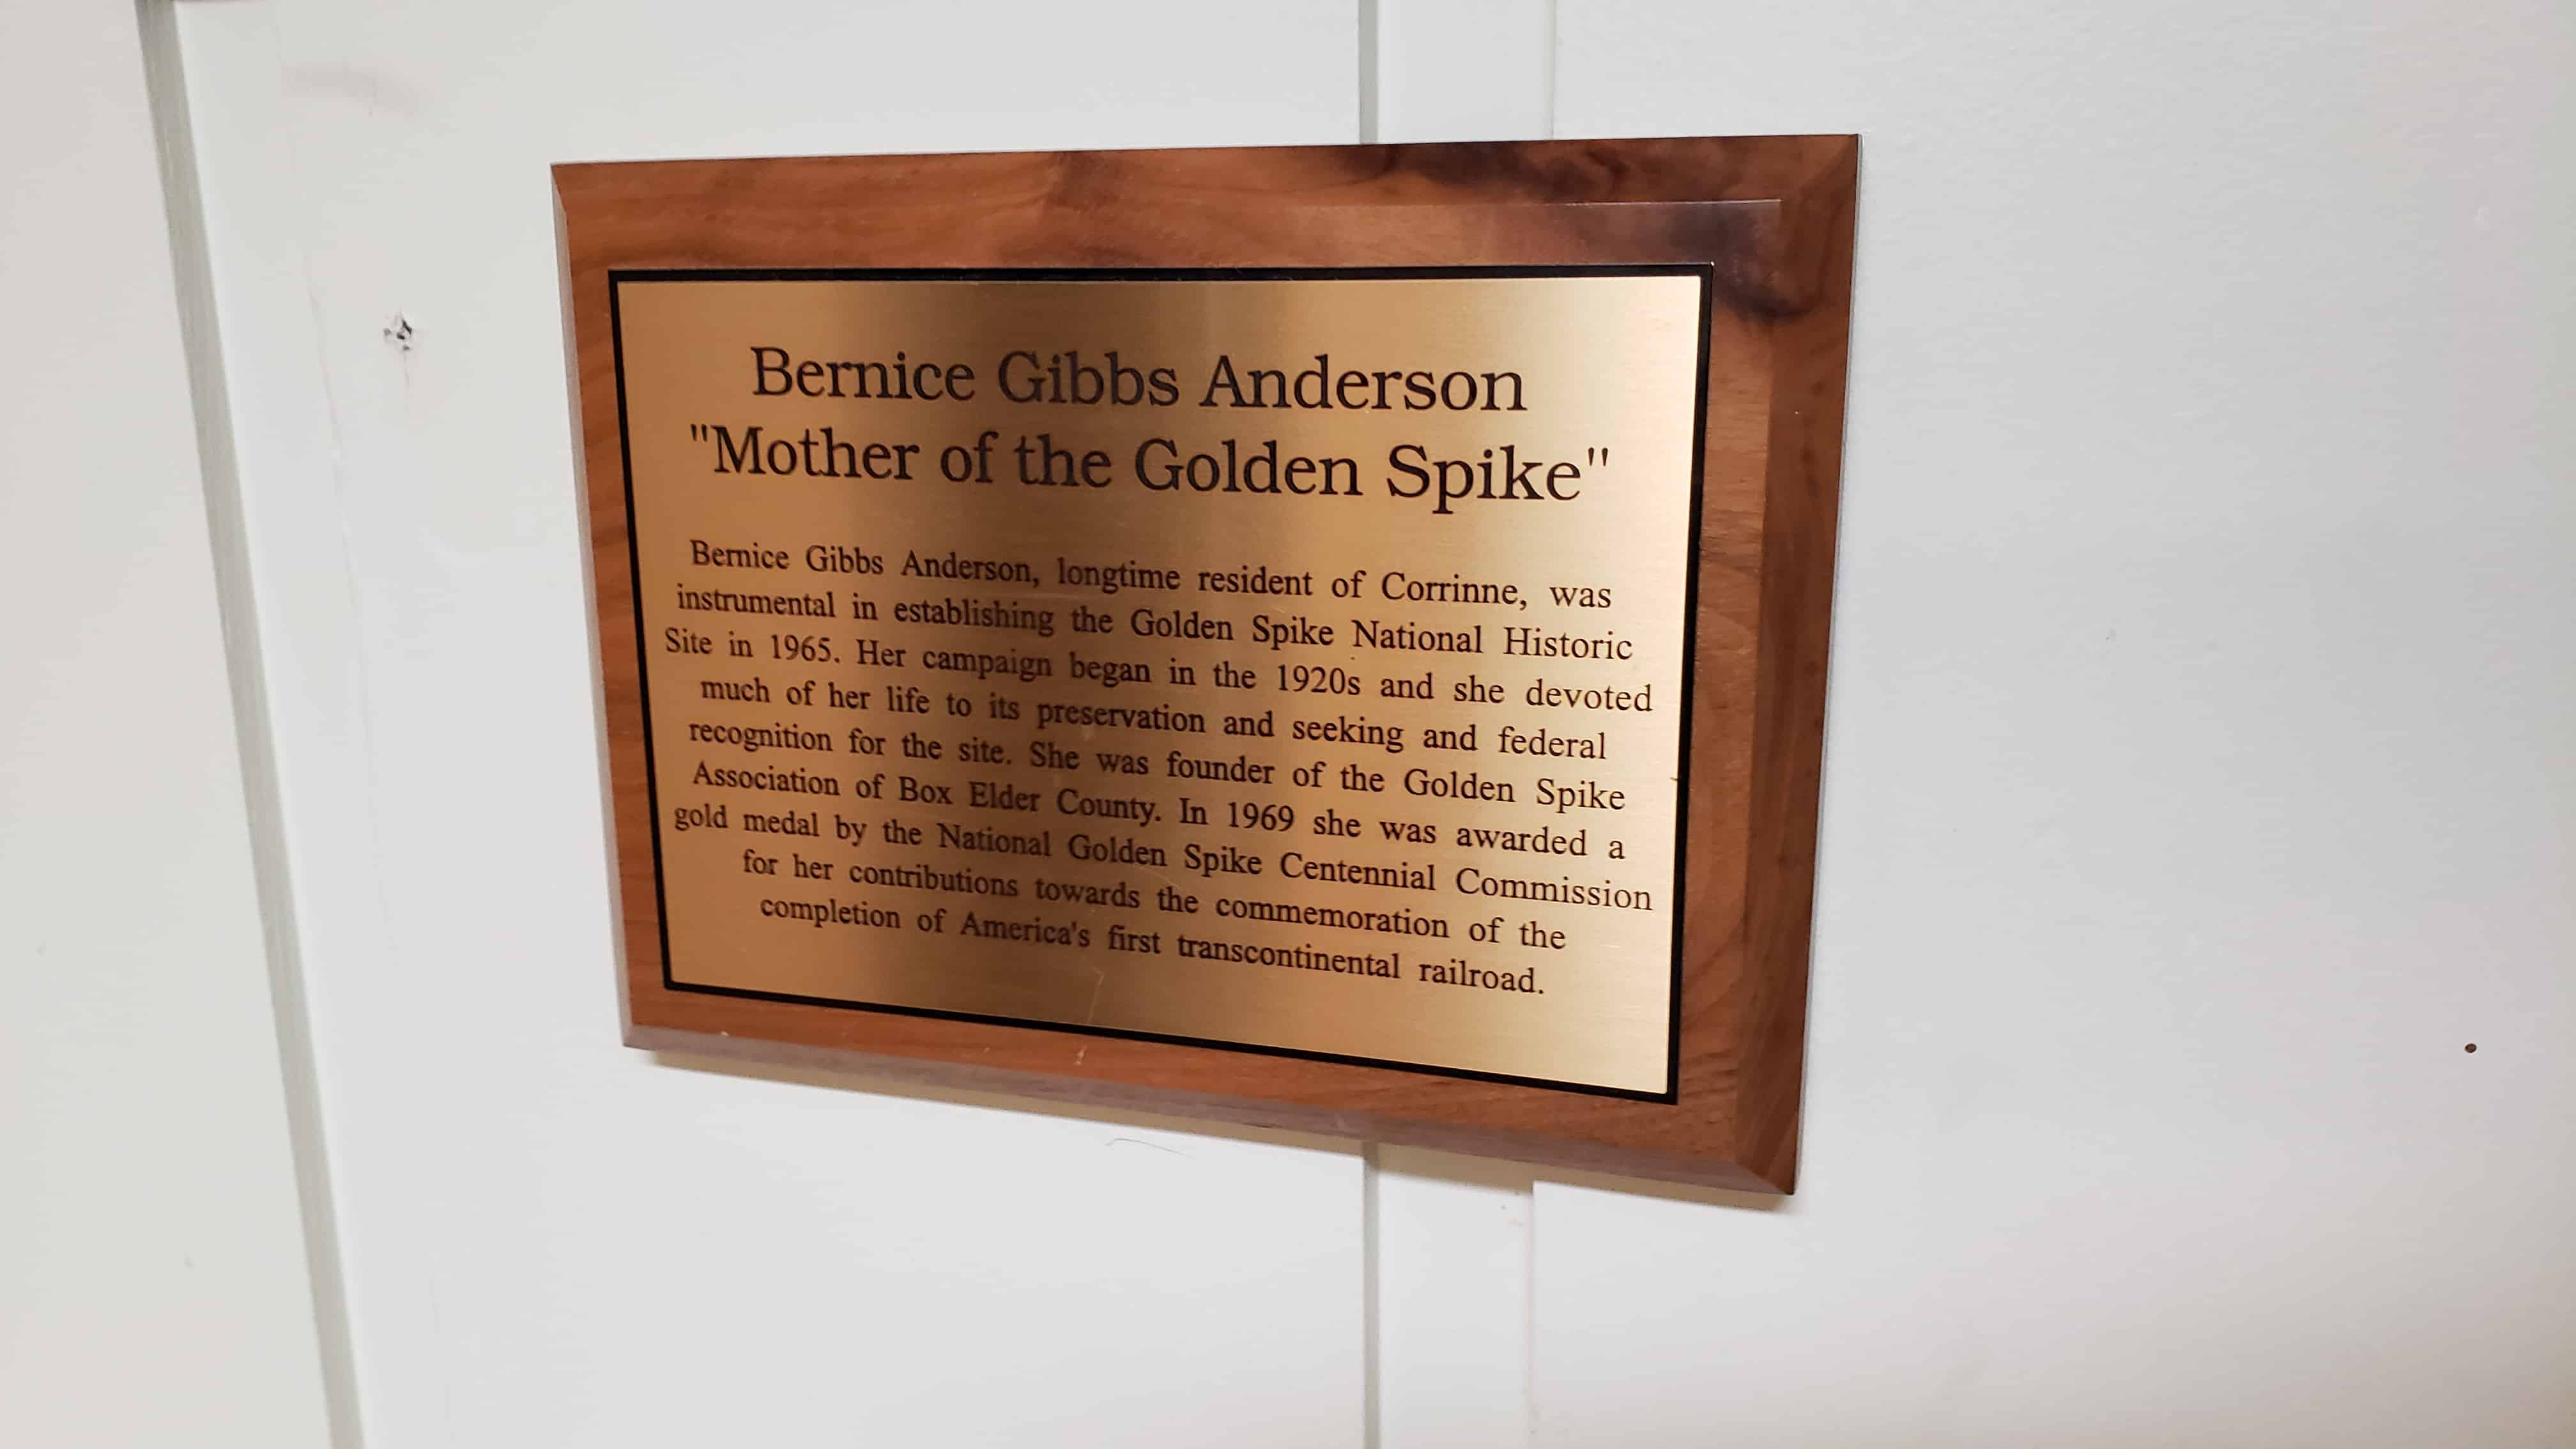 Bernice Gibbs Anderson
"Mother of the Golden Spike"
Bernice Gibbs Anderson, longtime resident of Corrinne, was
instrumental in establishing the Golden Spike National Historic
Site in 1965. Her campaign began in the 1920s and she devoted
much of her life to its preservation and seeking and federal
recognition for the site. She was founder of the Golden Spike
Association of Box Elder County. In 1969 she was awarded a
gold medal by the National Golden Spike Centennial Commission
for her contributions towards the commemoration of the
completion of America's first transcontinental railroad.